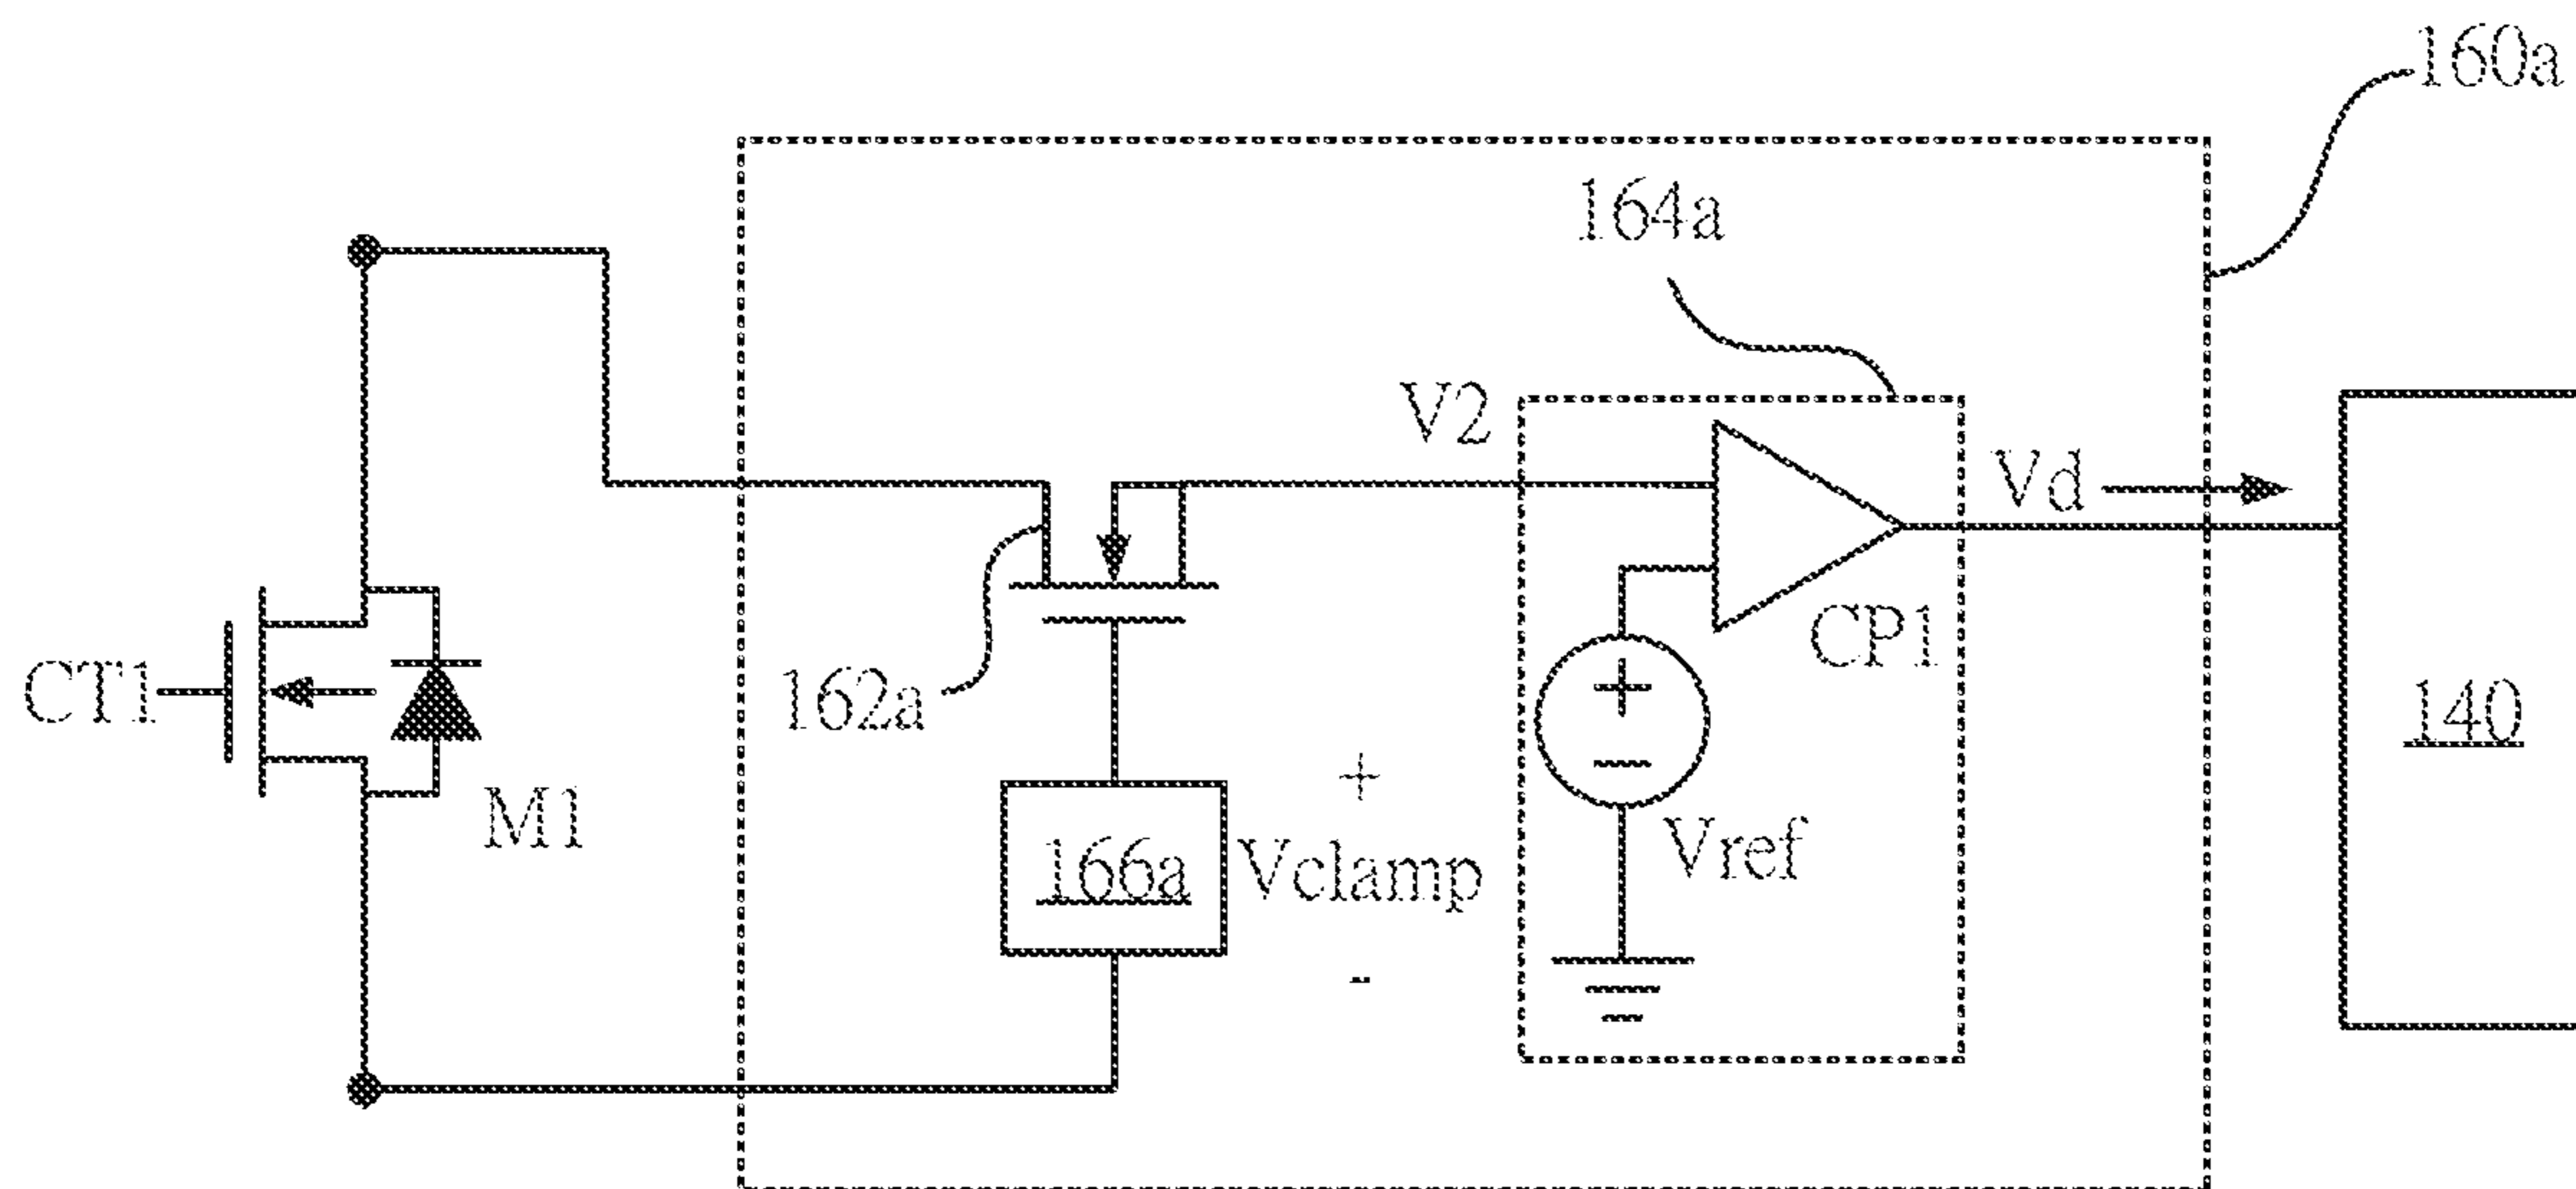 160a
164a
V2
Vd
CP1
CT1
162a
140
M1
+
166a
Vclamp
-
+
-
Vref